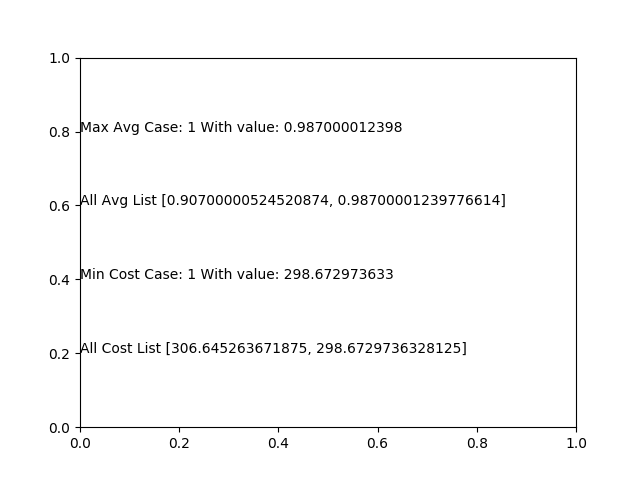 1.0
Max Avg Case: 1 With value: 0.987000012398
0.8
All Avg List [0.90700000524520874, 0.98700001239776614]
0.6
Min Cost Case: 1 With value: 298.672973633
0.4
All Cost List [306.645263671875, 298.6729736328125]
0.2
0.0
0.0 0.2 0.4 0.6 0.8 1.0